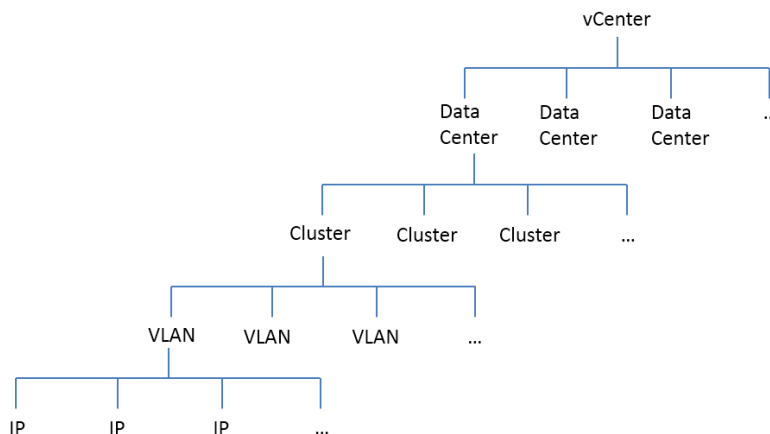 vCenter
Data Data Data ...
Center Center Center
Cluster Cluster Cluster ...
VLAN VLAN VLAN ...
IP IP IP ...